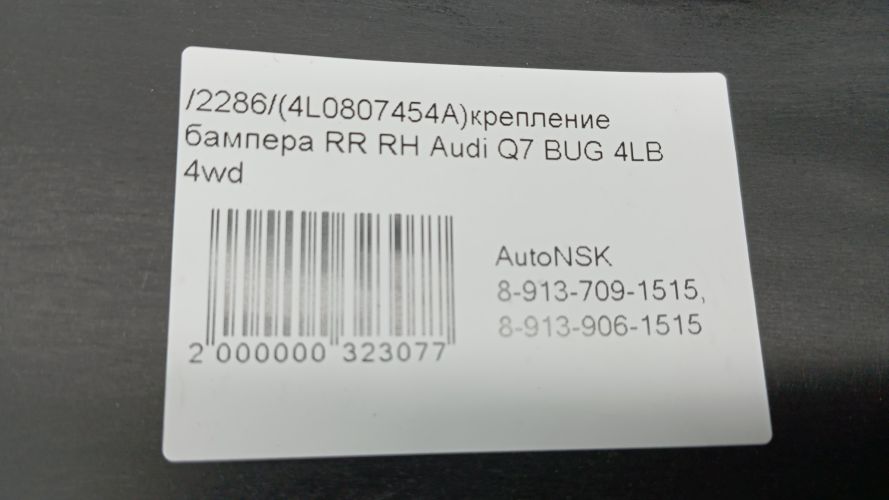 /2286/(4L0807454A)крепление
бампера RR RH Audi Q7 BUG 4LB
4wd
AutoNSK
8-913-709-1515,
8-913-906-1515
2 000000 323077